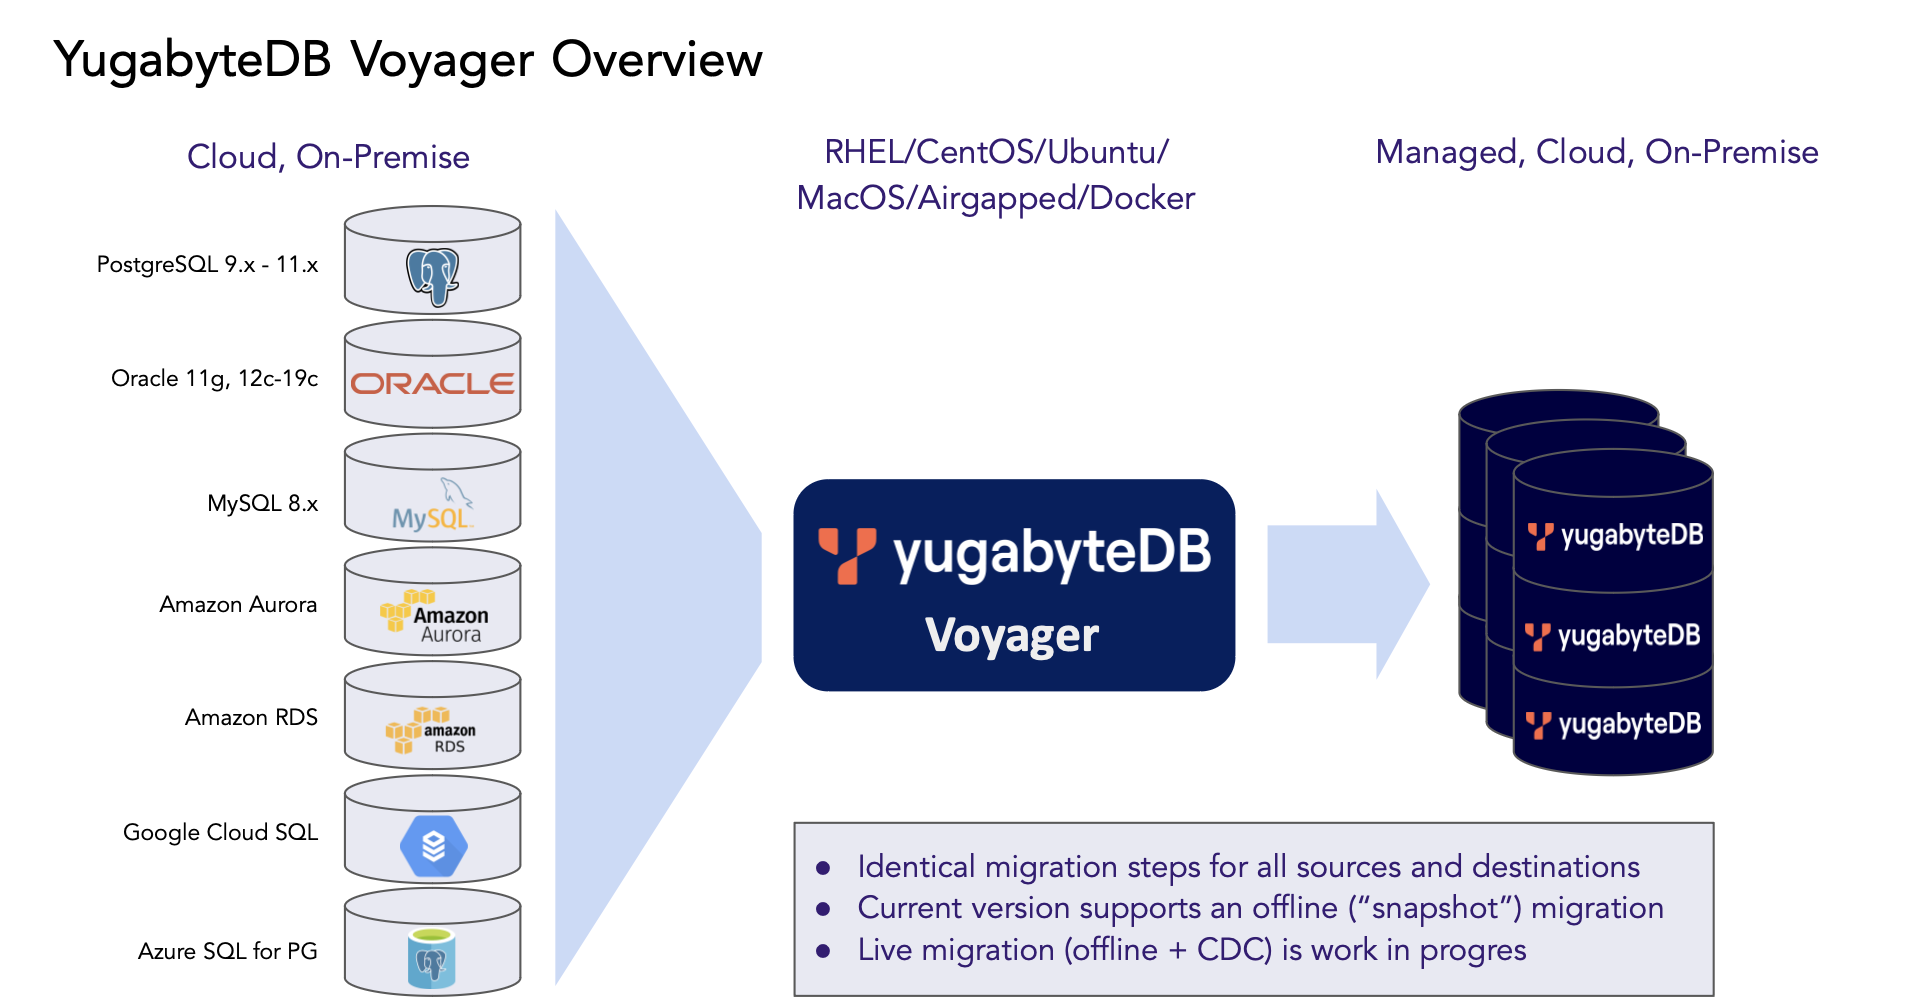 YugabyteDB Voyager Overview
Cloud, On-Premise
PostgreSQL 9.x - 11.x
Oracle 11g, 12c-19c
ORACLE
MySQL 8.x
MySQL
Amazon Aurora
Amazon
Aurora
Amazon RDS
amazon
RDS
Google Cloud SQL
Azure SQL for PG
RHEL/CentOS/Ubuntu/
MacOS/Airgapped/Docker
yugabyteDB
Voyager
Managed, Cloud, On-Premise
yugabyteDB
yugabyteDB
yugabyteDB
● Identical migration steps for all sources and destinations
● Current version supports an offline (“snapshot”) migration
● Live migration (offline + CDC) is work in progres